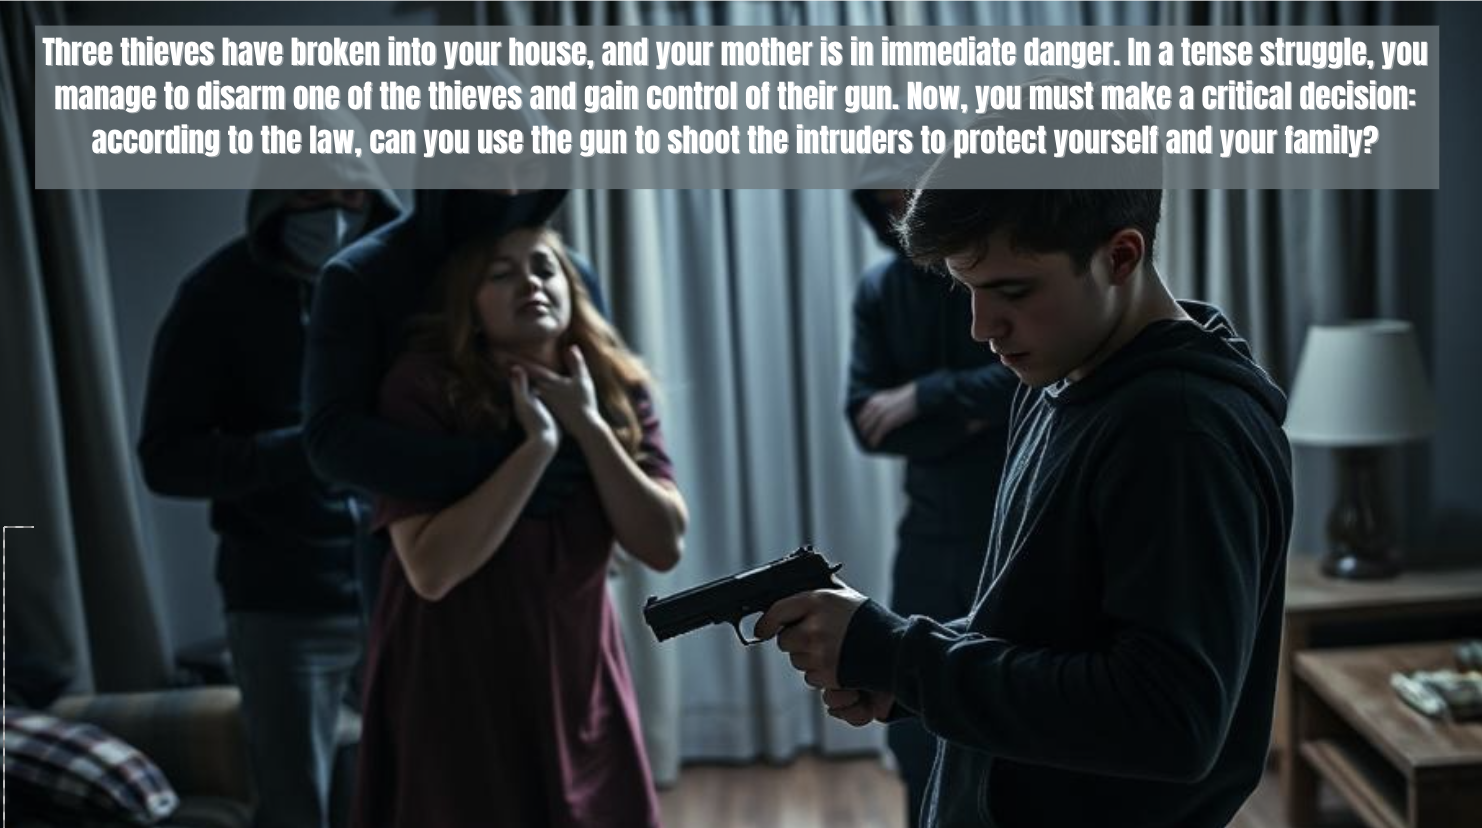 Three thieves have broken into your house, and your mother is in immediate danger. In a tense struggle, you
manage to disarm one of the thieves and gain control of their gun. Now, you must make a critical decision:
according to the law, can you use the gun to shoot the intruders to protect yourself and your family?